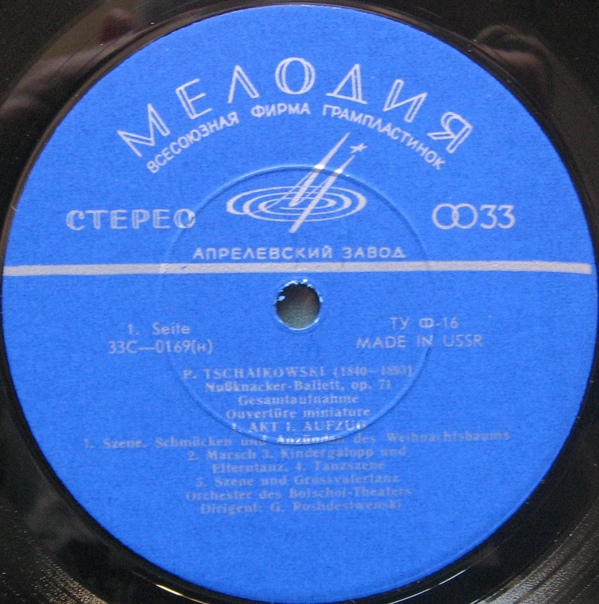 МЕЛОДИЯ
ВСЕСОЮЗНАЯ ФИРМА ГРАМПЛАСТИНОК
СТЕРЕО
33
АПРЕЛЕВСКИЙ ЗАВОД
1. Seite
33С—0169(н)
ТУ Ф-16
MADE IN USSR
P. TSCHAIKOWSKI (1840—1893)
Nußknacker-Ballett, op. 71
Gesamtaufnahme
Ouvertüre miniature
1. AKT I. AUFZUG
1. Szene. Schmücken und Anzünden des Weihnachtsbaums
2. Marsch 3. Kindergalopp und
Elterntanz. 4. Tanzszene
5. Szene und Grossvatertanz
Orchester des Bolschoi-Theaters
Dirigent: G. Roshdestwenski